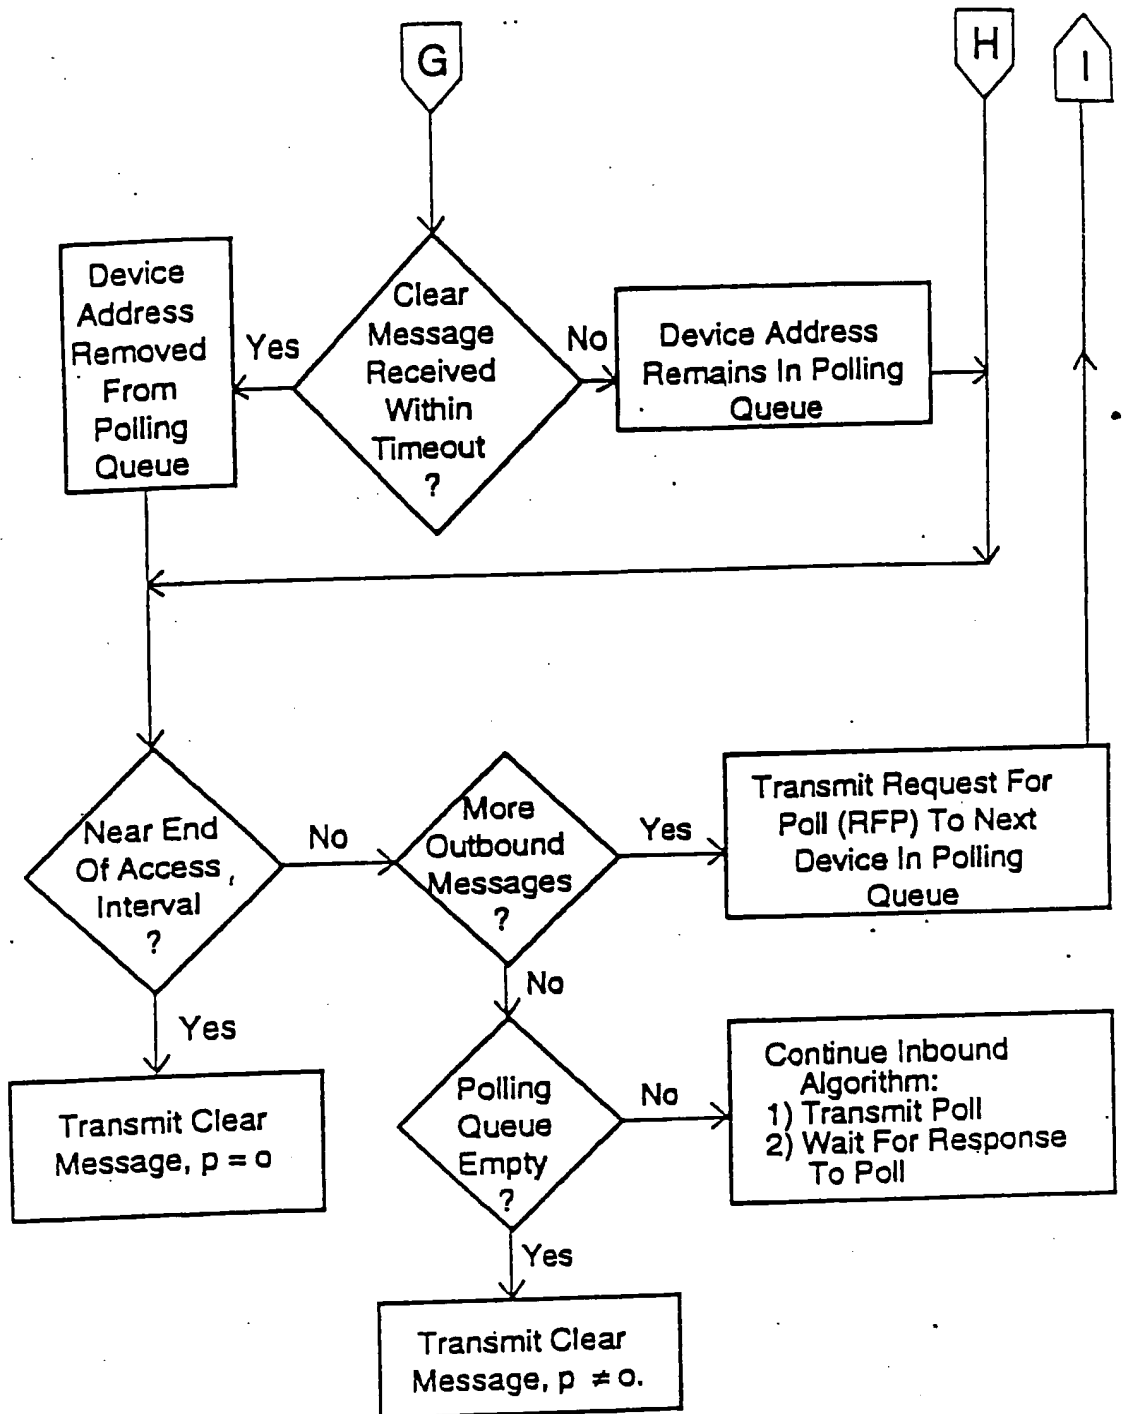 G
H
I
Device
Address
Removed
From
Polling
Queue
Yes
Clear
Message
Received
Within
Timeout
?
No
Device Address
Remains In Polling
Queue
Near End
Of Access
Interval
?
No
More
Outbound
Messages
?
Yes
Transmit Request For
Poll (RFP) To Next
Device In Polling
Queue
No
Yes
Transmit Clear
Message, p = o
Polling
Queue
Empty
?
No
Continue Inbound
Algorithm:
1) Transmit Poll
2) Wait For Response
To Poll
Yes
Transmit Clear
Message, p ≠ o.